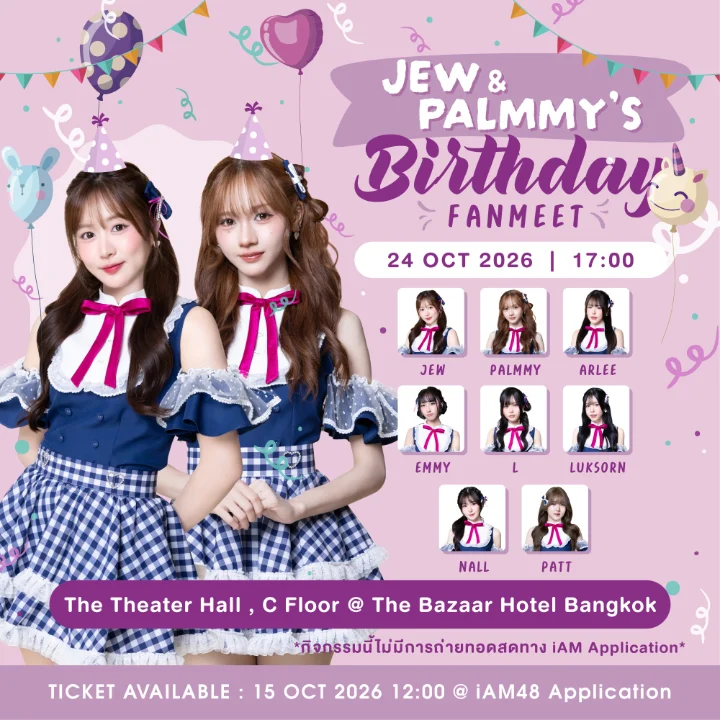 JEW &
PALMMY'S
Birthday
FANMEET
24 OCT 2026 | 17:00
JEW PALMMY ARLEE
EMMY L LUKSORN
NALL PATT
The Theater Hall , C Floor @ The Bazaar Hotel Bangkok
*กิจกรรมนี้ไม่มีการถ่ายทอดสดทาง iAM Application*
TICKET AVAILABLE : 15 OCT 2026 12:00 @ iAM48 Application